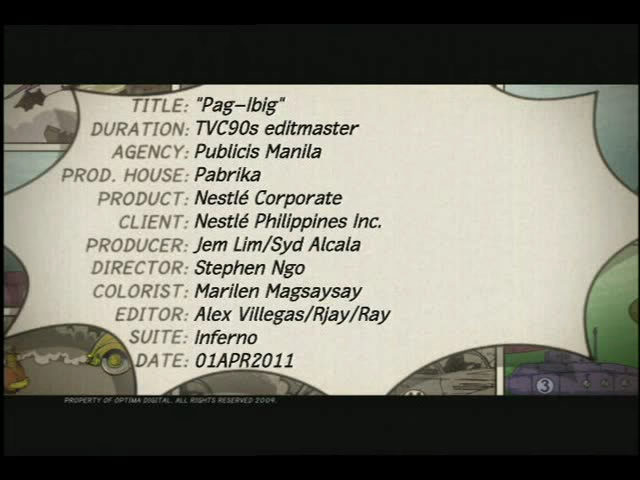 TITLE: "Pag-Ibig"
DURATION: TVC90s editmaster
AGENCY: Publicis Manila
PROD. HOUSE: Pabrika
PRODUCT: Nestlé Corporate
CLIENT: Nestlé Philippines Inc.
PRODUCER: Jem Lim/Syd Alcala
DIRECTOR: Stephen Ngo
COLORIST: Marilen Magsaysay
EDITOR: Alex Villegas/Rjay/Ray
SUITE: Inferno
DATE: 01APR2011
3
PROPERTY OF OPTIMA DIGITAL. ALL RIGHTS RESERVED 2009.